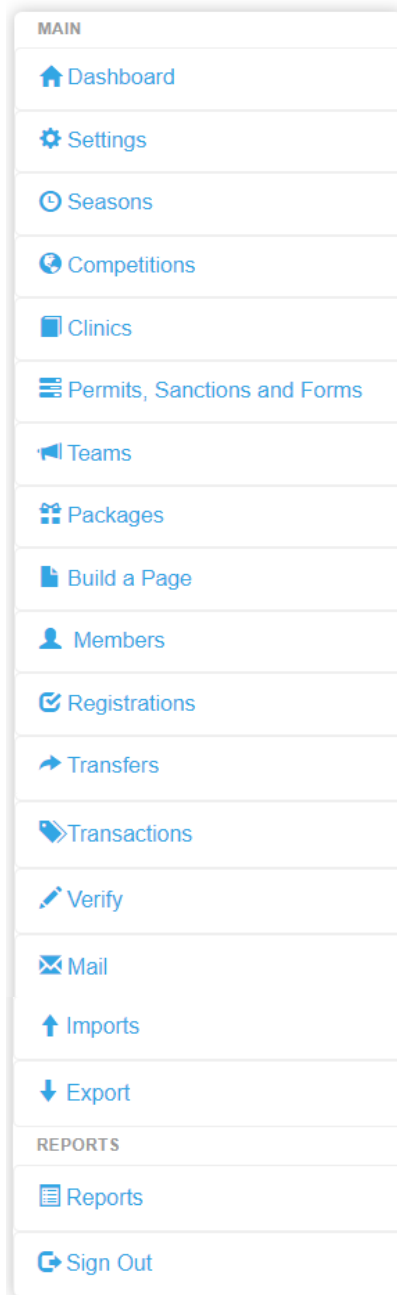 MAIN
Dashboard
Settings
Seasons
Competitions
Clinics
Permits, Sanctions and Forms
Teams
Packages
Build a Page
Members
Registrations
Transfers
Transactions
Verify
Mail
Imports
Export
REPORTS
Reports
Sign Out